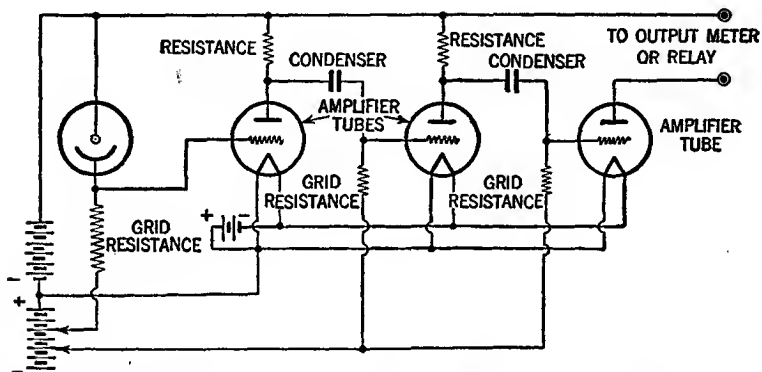 RESISTANCE
CONDENSER
RESISTANCE
CONDENSER
TO OUTPUT METER
OR RELAY
AMPLIFIER
TUBES
AMPLIFIER
TUBE
GRID
RESISTANCE
GRID
RESISTANCE
GRID
RESISTANCE
+
-
-
+
-